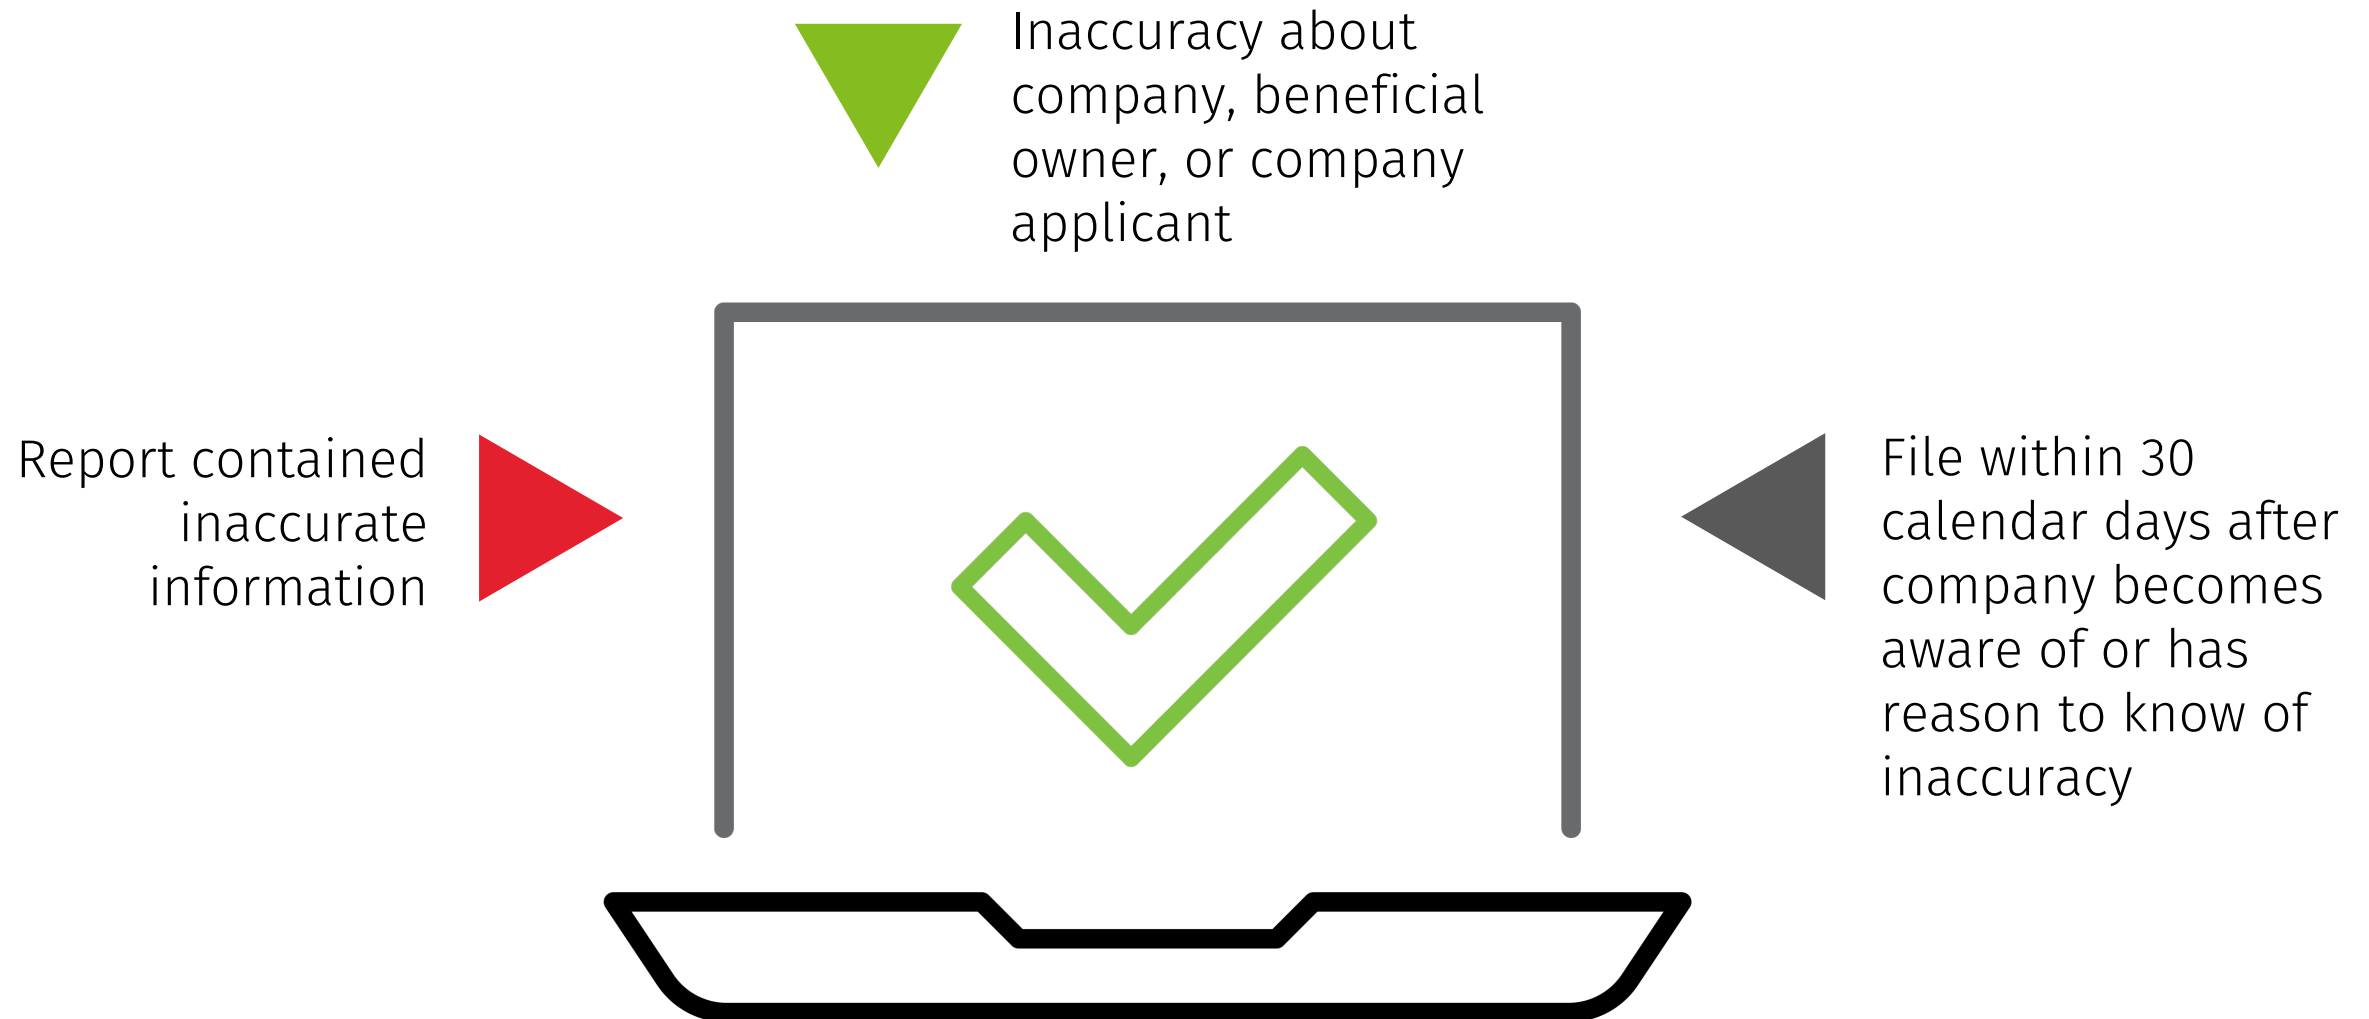 Inaccuracy about
company, beneficial
owner, or company
applicant
Report contained
inaccurate
information
File within 30
calendar days after
company becomes
aware of or has
reason to know of
inaccuracy